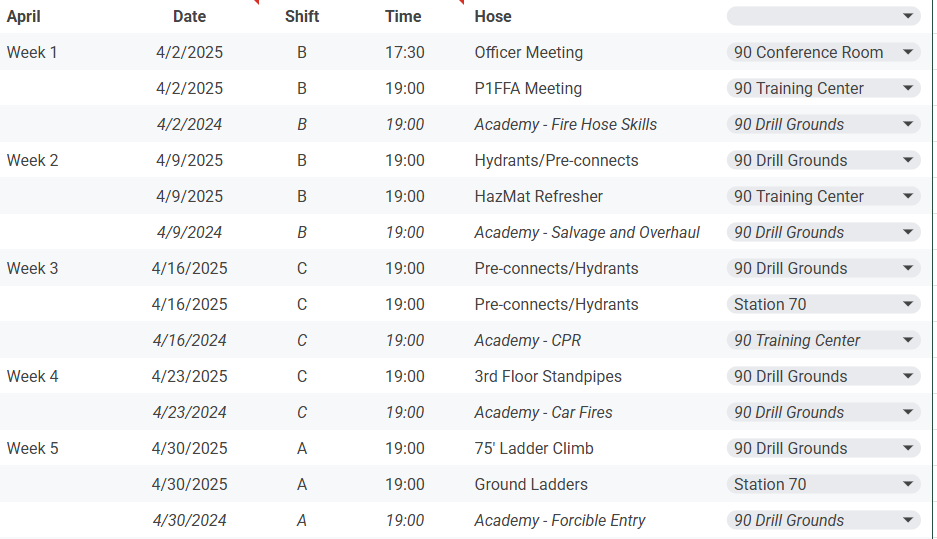 April Date Shift Time Hose
Week 1 4/2/2025 B 17:30 Officer Meeting 90 Conference Room
4/2/2025 B 19:00 P1FFA Meeting 90 Training Center
4/2/2024 B 19:00 Academy - Fire Hose Skills 90 Drill Grounds
Week 2 4/9/2025 B 19:00 Hydrants/Pre-connects 90 Drill Grounds
4/9/2025 B 19:00 HazMat Refresher 90 Training Center
4/9/2024 B 19:00 Academy - Salvage and Overhaul 90 Drill Grounds
Week 3 4/16/2025 C 19:00 Pre-connects/Hydrants 90 Drill Grounds
4/16/2025 C 19:00 Pre-connects/Hydrants Station 70
4/16/2024 C 19:00 Academy - CPR 90 Training Center
Week 4 4/23/2025 C 19:00 3rd Floor Standpipes 90 Drill Grounds
4/23/2024 C 19:00 Academy - Car Fires 90 Drill Grounds
Week 5 4/30/2025 A 19:00 75' Ladder Climb 90 Drill Grounds
4/30/2025 A 19:00 Ground Ladders Station 70
4/30/2024 A 19:00 Academy - Forcible Entry 90 Drill Grounds